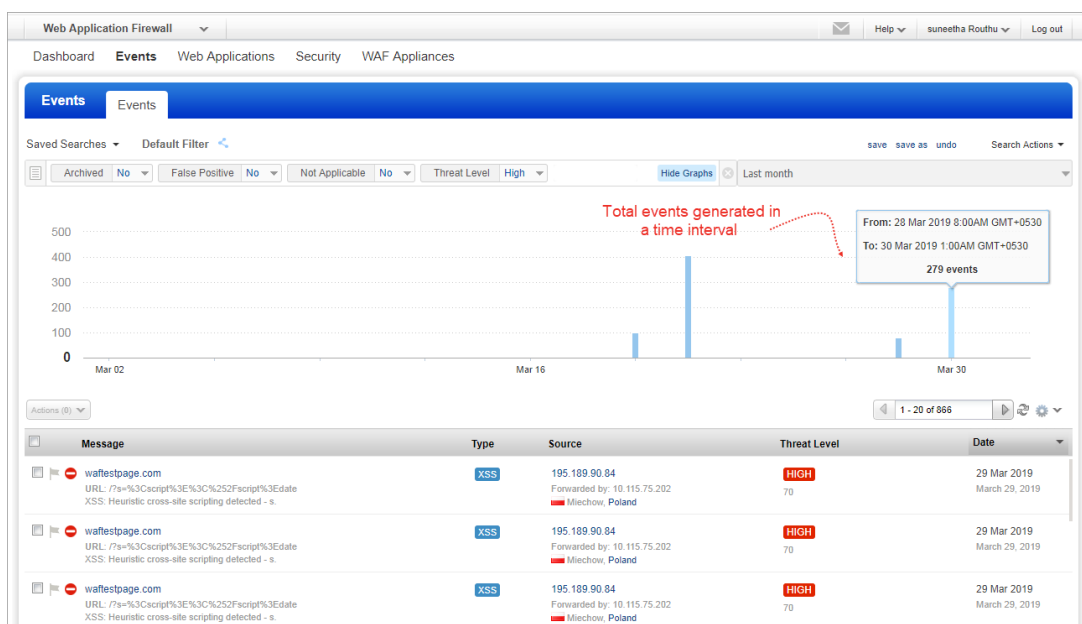 Web Application Firewall Help suneetha Routhu Log out
Dashboard Events Web Applications Security WAF Appliances
Events Events
Saved Searches Default Filter save save as undo Search Actions
Archived No False Positive No Not Applicable No Threat Level High Hide Graphs Last month
Total events generated in
a time interval
From: 28 Mar 2019 8:00AM GMT+0530
To: 30 Mar 2019 1:00AM GMT+0530
279 events
500
400
300
200
100
0
Mar 02 Mar 16 Mar 30
Actions (0) 1 - 20 of 866
Message Type Source Threat Level Date
waftestpage.com XSS 195.189.90.84 HIGH 29 Mar 2019
URL: /?s=%3Cscript%3E%3C%252Fscript%3Edate Forwarded by: 10.115.75.202 70 March 29, 2019
XSS: Heuristic cross-site scripting detected - s. Miechow, Poland
waftestpage.com XSS 195.189.90.84 HIGH 29 Mar 2019
URL: /?s=%3Cscript%3E%3C%252Fscript%3Edate Forwarded by: 10.115.75.202 70 March 29, 2019
XSS: Heuristic cross-site scripting detected - s. Miechow, Poland
waftestpage.com XSS 195.189.90.84 HIGH 29 Mar 2019
URL: /?s=%3Cscript%3E%3C%252Fscript%3Edate Forwarded by: 10.115.75.202 70 March 29, 2019
XSS: Heuristic cross-site scripting detected - s. Miechow, Poland